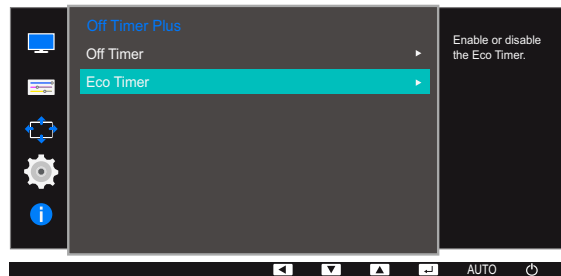 Off Timer Plus
Off Timer
Eco Timer
Enable or disable
the Eco Timer.
AUTO